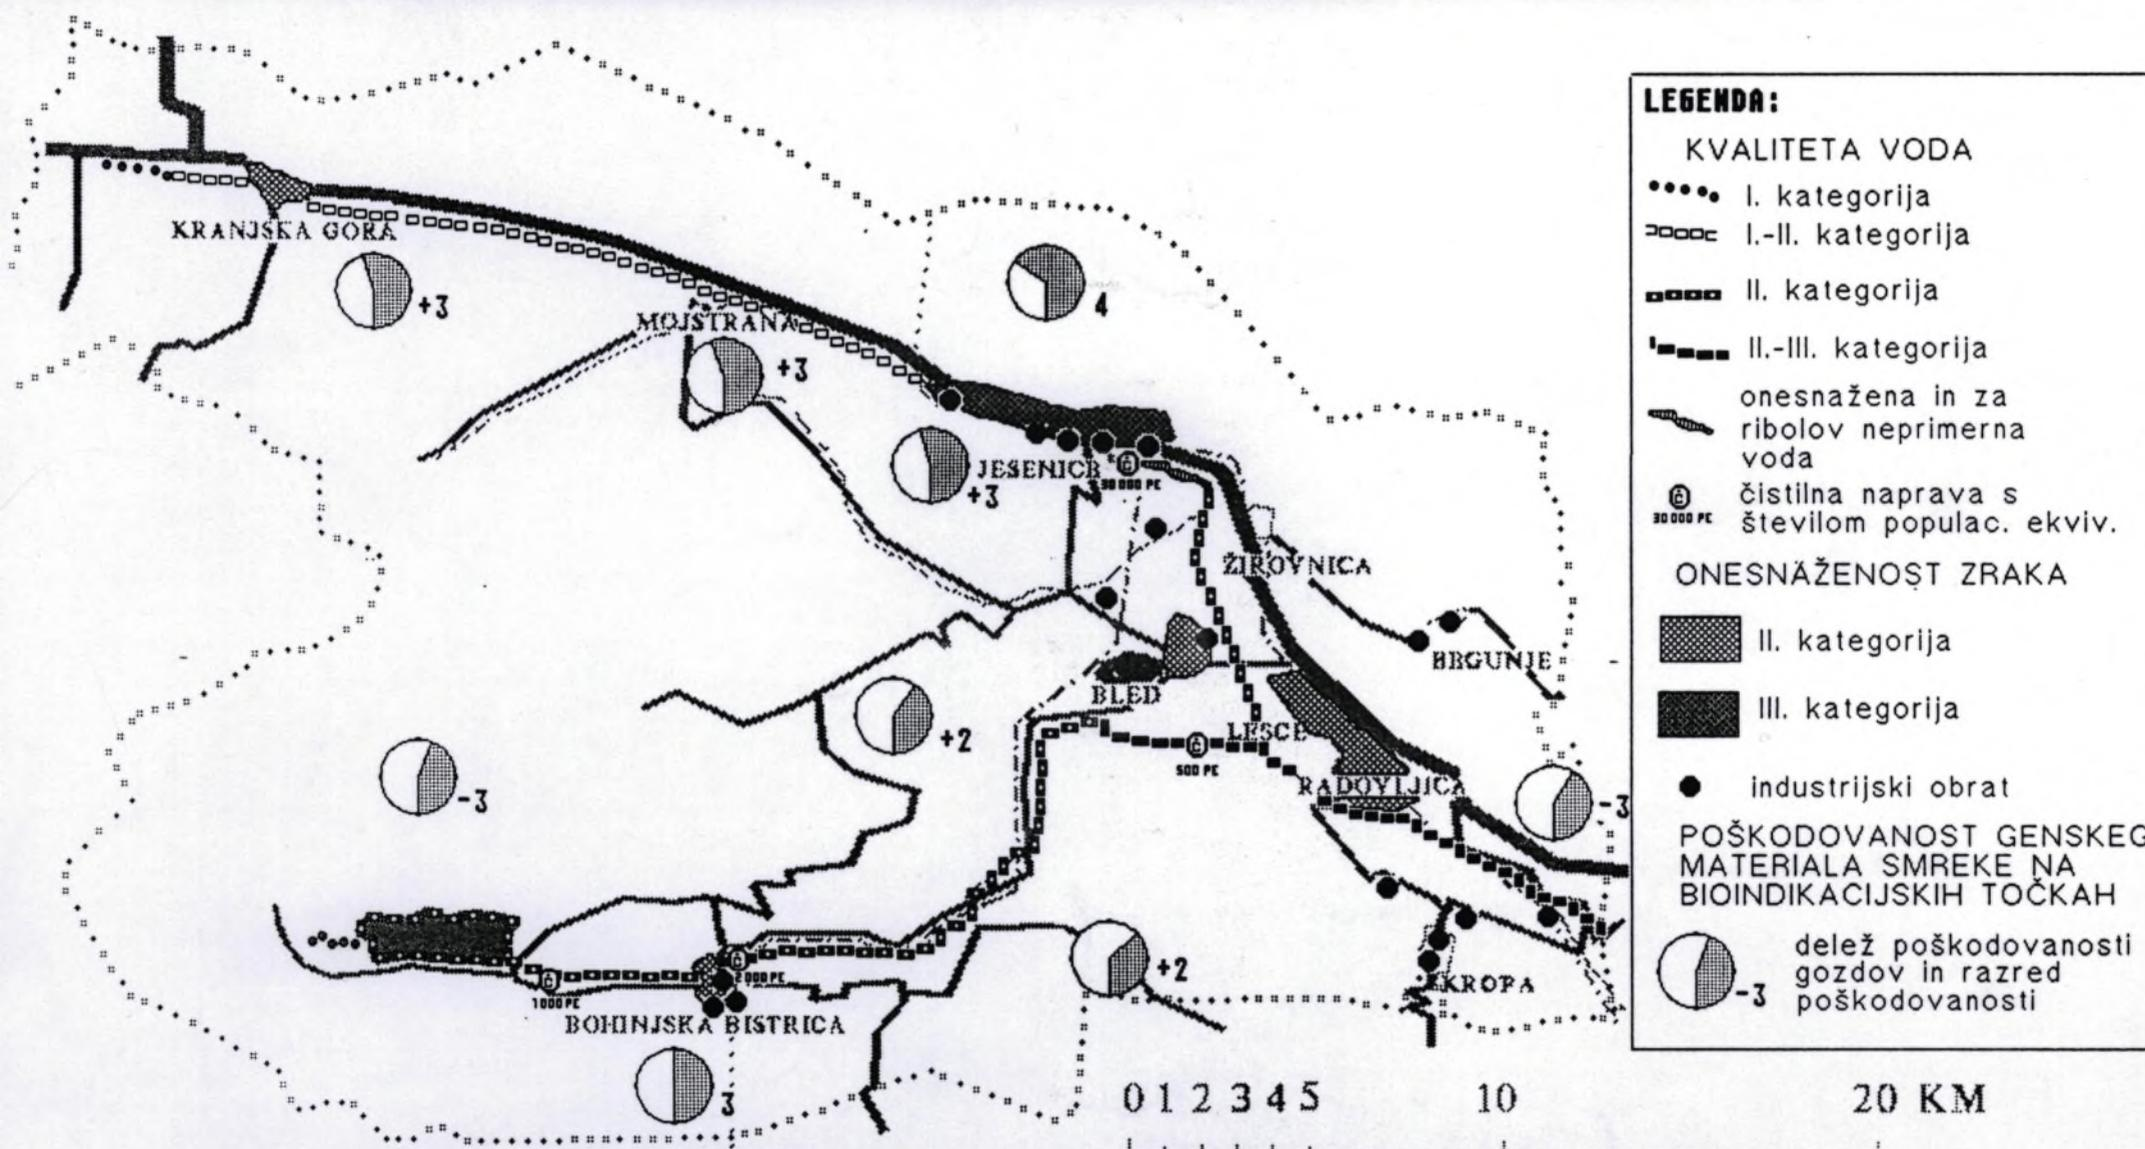 KRANJSKA GORA
+3
MOJSTRANA
+3
4
JESENICE
+3
Č
30 000 PE
ŽIROVNICA
BEGUNJE
BLED
LESCE
Č
500 PE
RADOVLJICA
-3
+2
-3
Č
1000 PE
Č
BOHINJSKA BISTRICA
+2
KROPA
3
0 1 2 3 4 5 10 20 KM
LEGENDA:
KVALITETA VODA
I. kategorija
I.-II. kategorija
II. kategorija
II.-III. kategorija
onesnažena in za
ribolov neprimerna
voda
Č
30 000 PE
čistilna naprava s
številom populac. ekviv.
ONESNAŽENOST ZRAKA
II. kategorija
III. kategorija
industrijski obrat
POŠKODOVANOST GENSKEG
MATERIALA SMREKE NA
BIOINDIKACIJSKIH TOČKAH
-3
delež poškodovanosti
gozdov in razred
poškodovanosti